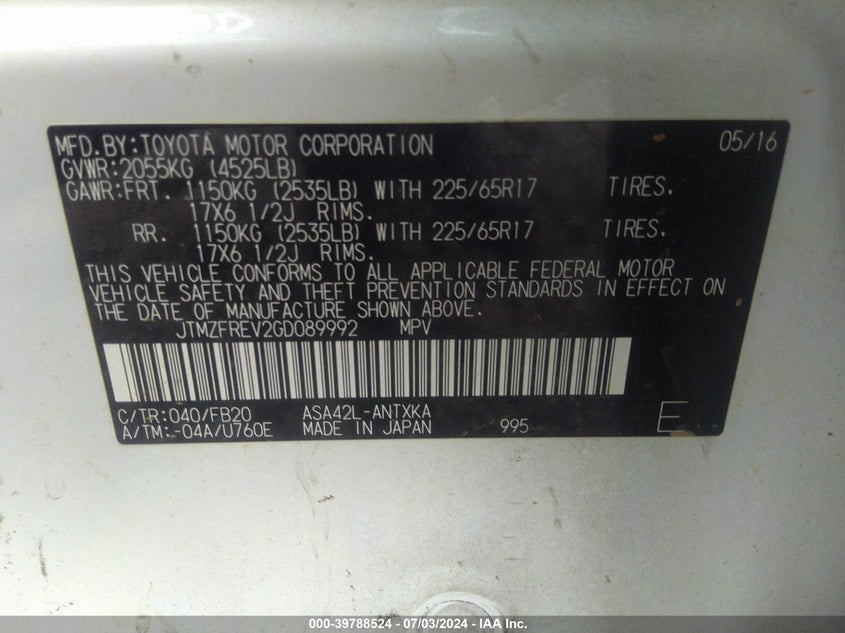 MFD.BY:TOYOTA MOTOR CORPORATION 05/16
GVWR:2055KG (4525LB)
GAWR:FRT. 1150KG (2535LB) WITH 225/65R17 TIRES.
17X6 1/2J RIMS.
RR. 1150KG (2535LB) WITH 225/65R17 TIRES.
17X6 1/2J RIMS.
THIS VEHICLE CONFORMS TO ALL APPLICABLE FEDERAL MOTOR
VEHICLE SAFETY AND THEFT PREVENTION STANDARDS IN EFFECT ON
THE DATE OF MANUFACTURE SHOWN ABOVE.
JTMZFREV2GD089992 MPV
C/TR:040/FB20 ASA42L-ANTXKA
A/TM:-04A/U760E MADE IN JAPAN 995 E
000-39788524 - 07/03/2024 - IAA Inc.